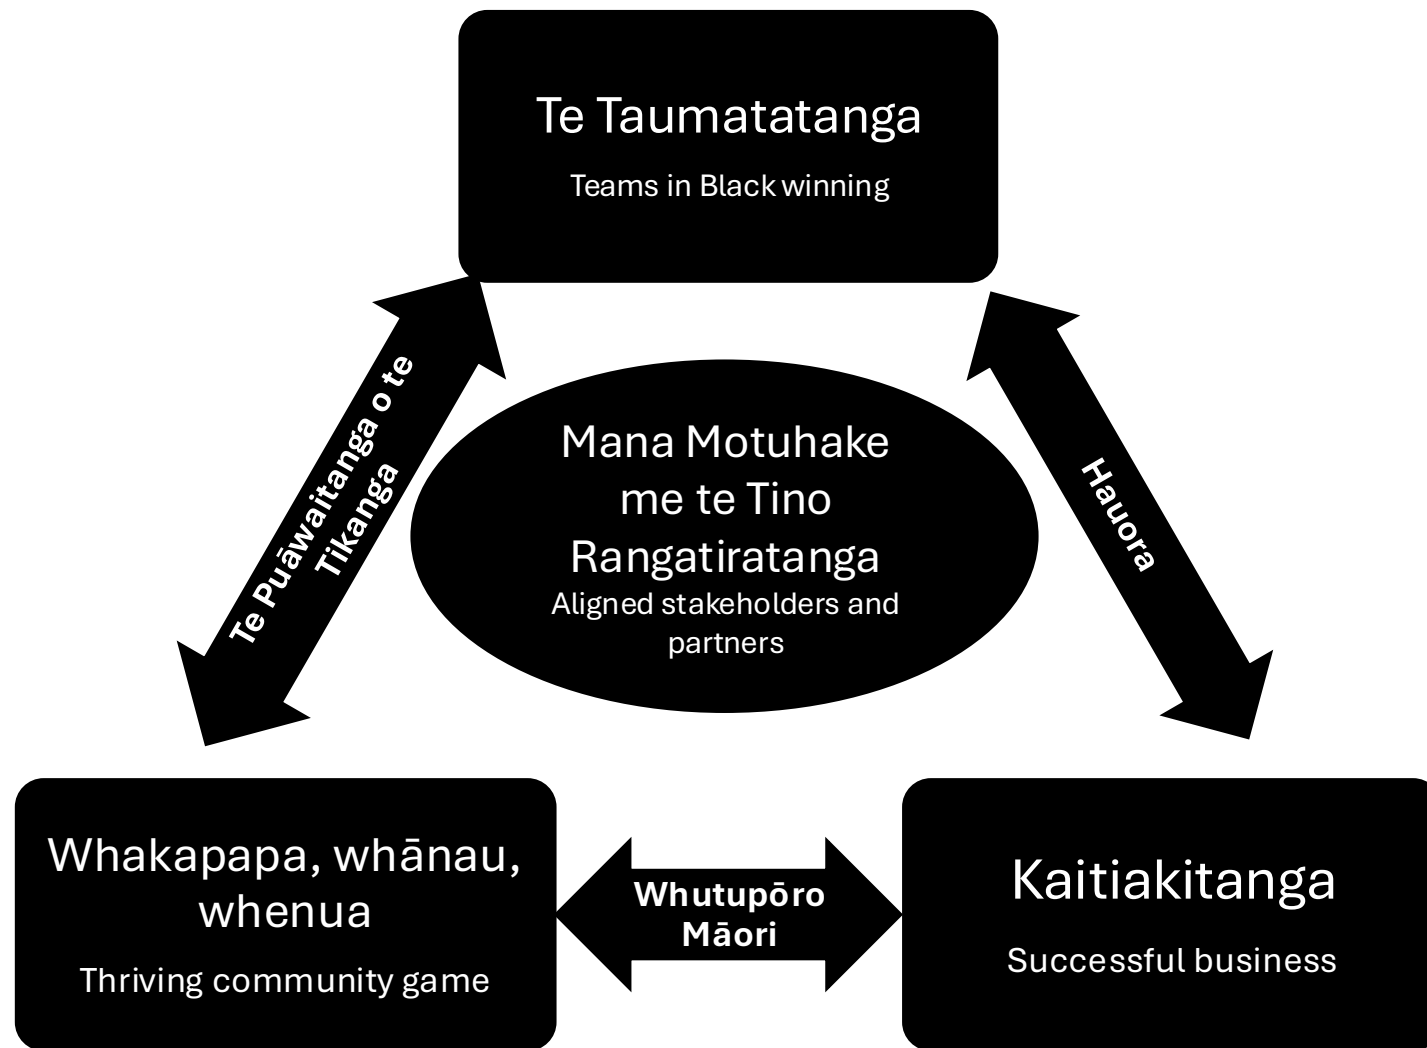 Te Taumatatanga
Teams in Black winning
Te Puāwaitanga o te
Tikanga
Mana Motuhake
me te Tino
Rangatiratanga
Aligned stakeholders and
partners
Hauora
Whakapapa, whānau,
whenua
Thriving community game
Whutupōro
Māori
Kaitiakitanga
Successful business